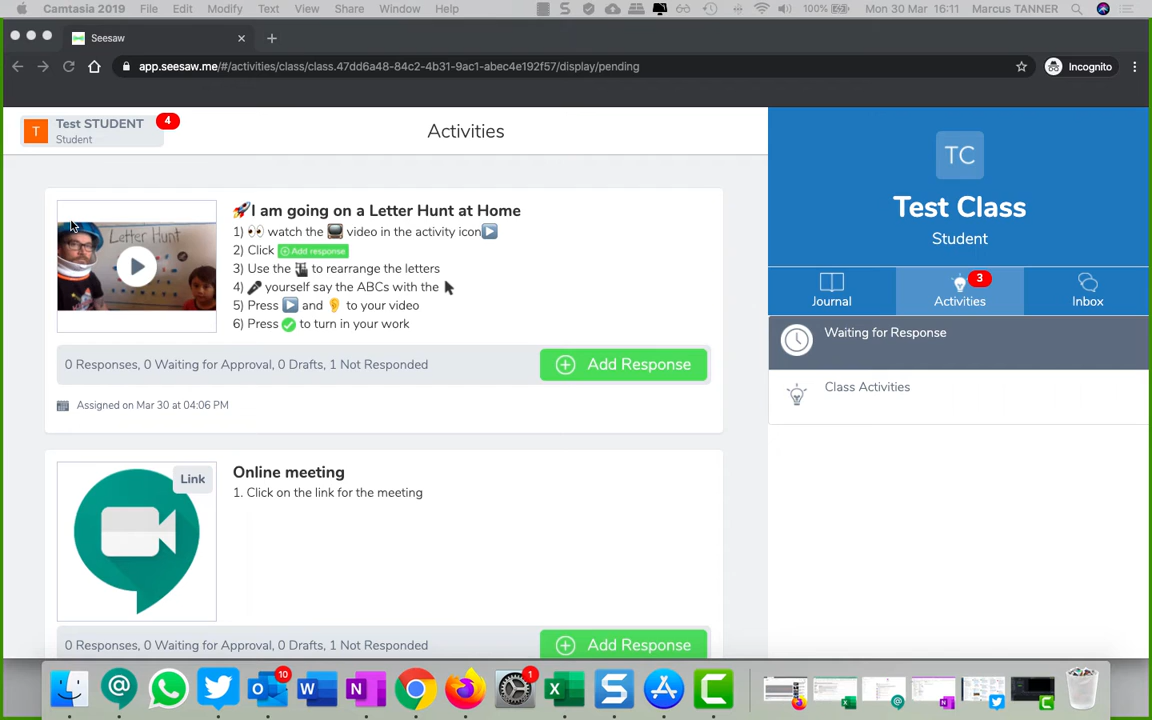 Camtasia 2019 File Edit Modify Text View Share Window Help 100% Mon 30 Mar 16:11 Marcus TANNER
Seesaw
app.seesaw.me/#/activities/class/class.47dd6a48-84c2-4b31-9ac1-abec4e192f57/display/pending Incognito
T
Test STUDENT
Student
4
Activities
🚀I am going on a Letter Hunt at Home
1) 👀 watch the 📺 video in the activity icon▶️
2) Click Add response
3) Use the to rearrange the letters
4) 🎤 yourself say the ABCs with the
5) Press ▶️ and 👂 to your video
6) Press ✅ to turn in your work
Letter Hunt
0 Responses, 0 Waiting for Approval, 0 Drafts, 1 Not Responded
Add Response
Assigned on Mar 30 at 04:06 PM
Link
Online meeting
1. Click on the link for the meeting
0 Responses, 0 Waiting for Approval, 0 Drafts, 1 Not Responded
Add Response
TC
Test Class
Student
Journal
Activities
3
Inbox
Waiting for Response
Class Activities
10
1